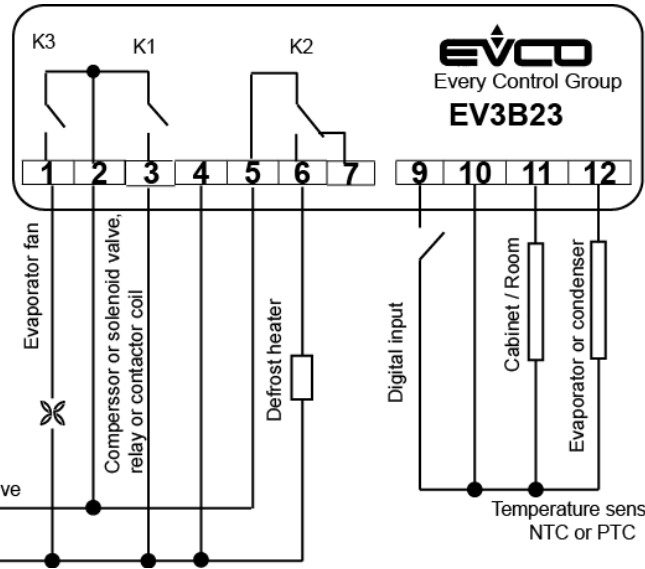 K3
K1
K2
EVCO
Every Control Group
EV3B23
1 2 3 4 5 6 7 9 10 11 12
Evaporator fan
Comperssor or solenoid valve,
relay or contactor coil
Defrost heater
Digital input
Cabinet / Room
Evaporator or condenser
ve
Temperature sens
NTC or PTC